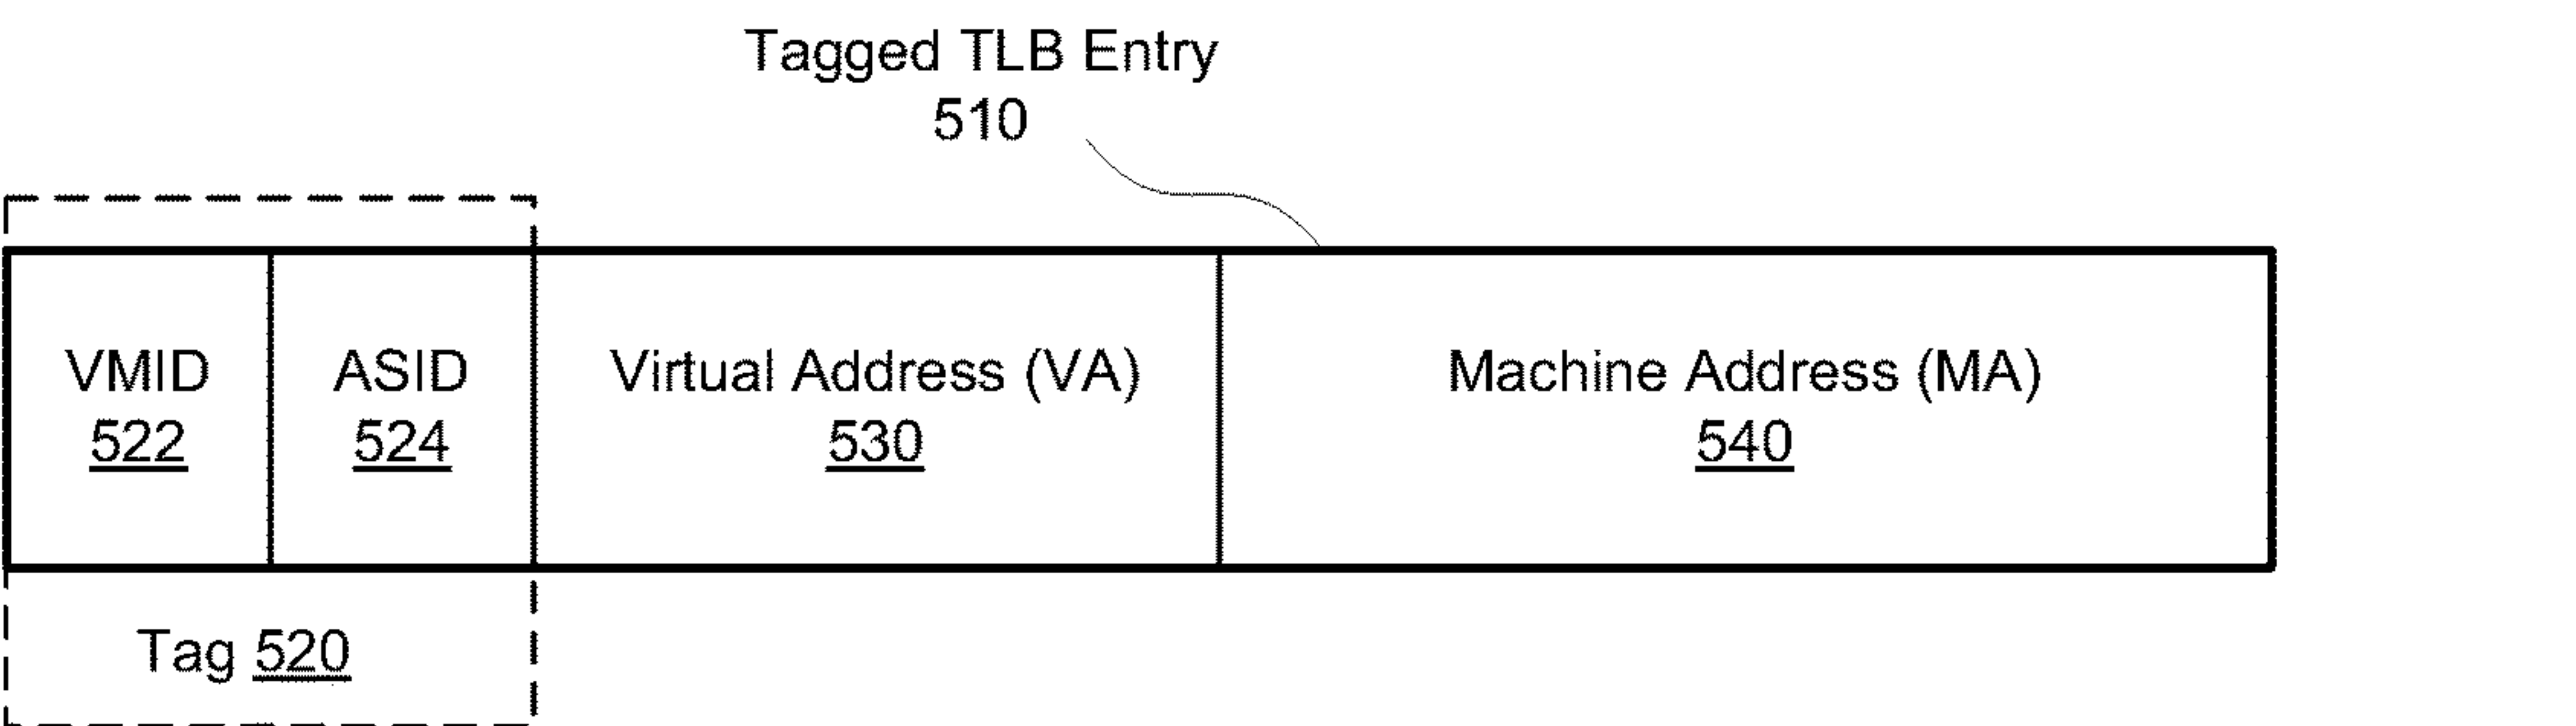 Tagged TLB Entry
510
VMID
522
ASID
524
Virtual Address (VA)
530
Machine Address (MA)
540
Tag 520